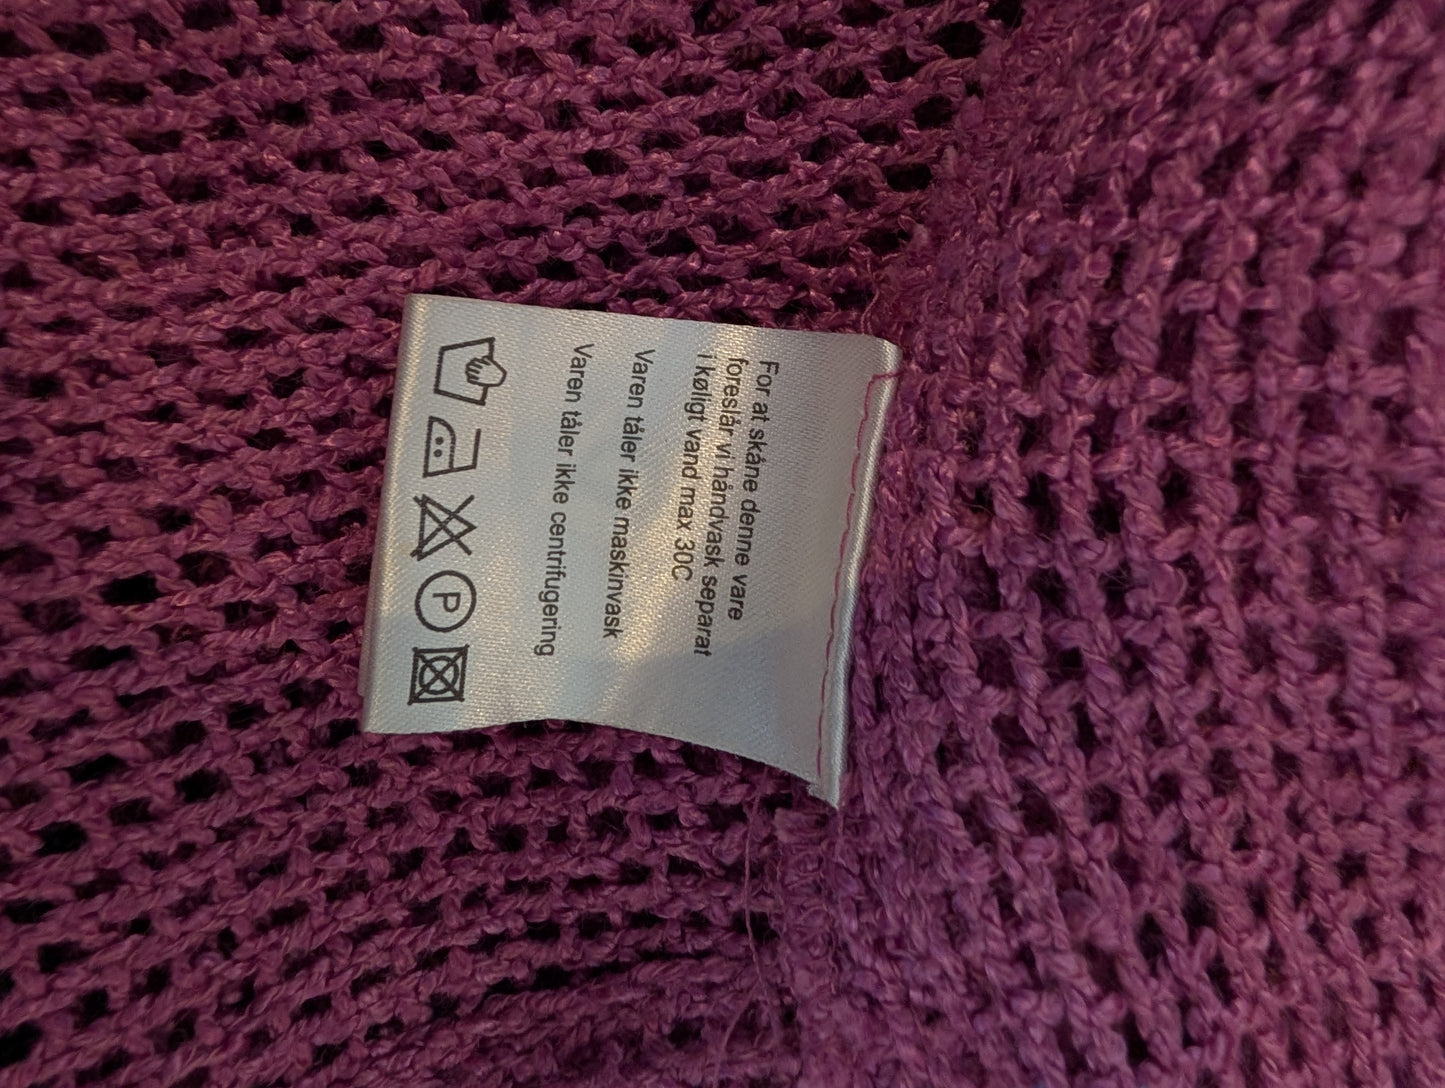 For at skåne denne vare
foreslår vi håndvask separat
i køligt vand max 30C
Varen tåler ikke maskinvask
Varen tåler ikke centrifugering
P